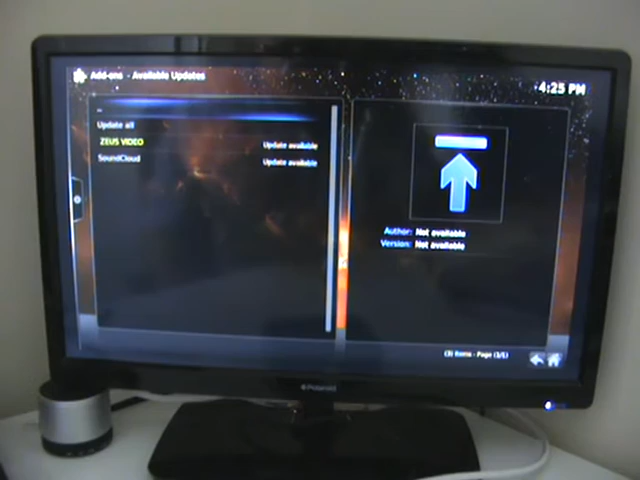 Add-ons - Available Updates
4:25 PM
..
Update all
ZEUS VIDEO Update available
SoundCloud Update available
Author: Not available
Version: Not available
(3) Items - Page (1/1)
Polaroid